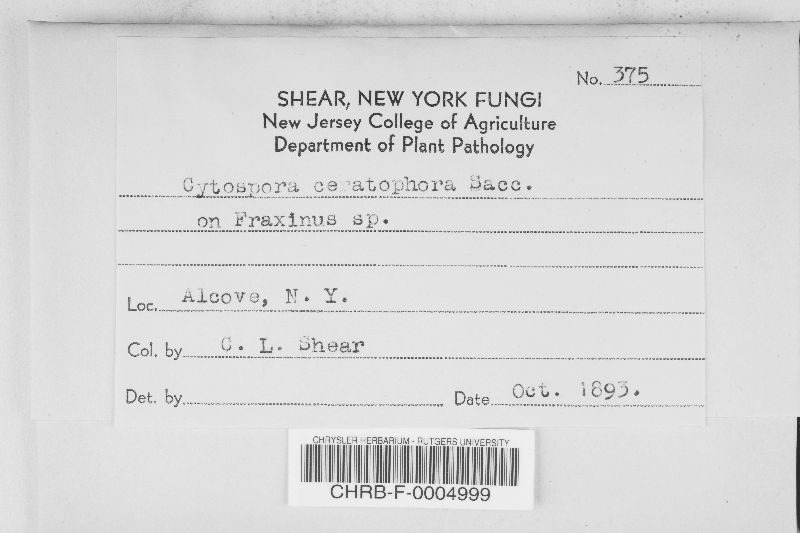 No. 375
SHEAR, NEW YORK FUNGI
New Jersey College of Agriculture
Department of Plant Pathology
Cytospora ceratophora Sacc.
on Fraxinus sp.
Loc. Alcove, N. Y.
Col. by C. L. Shear
Det. by Date Oct. 1893.
CHRYSLER HERBARIUM - RUTGERS UNIVERSITY
CHRB-F-0004999